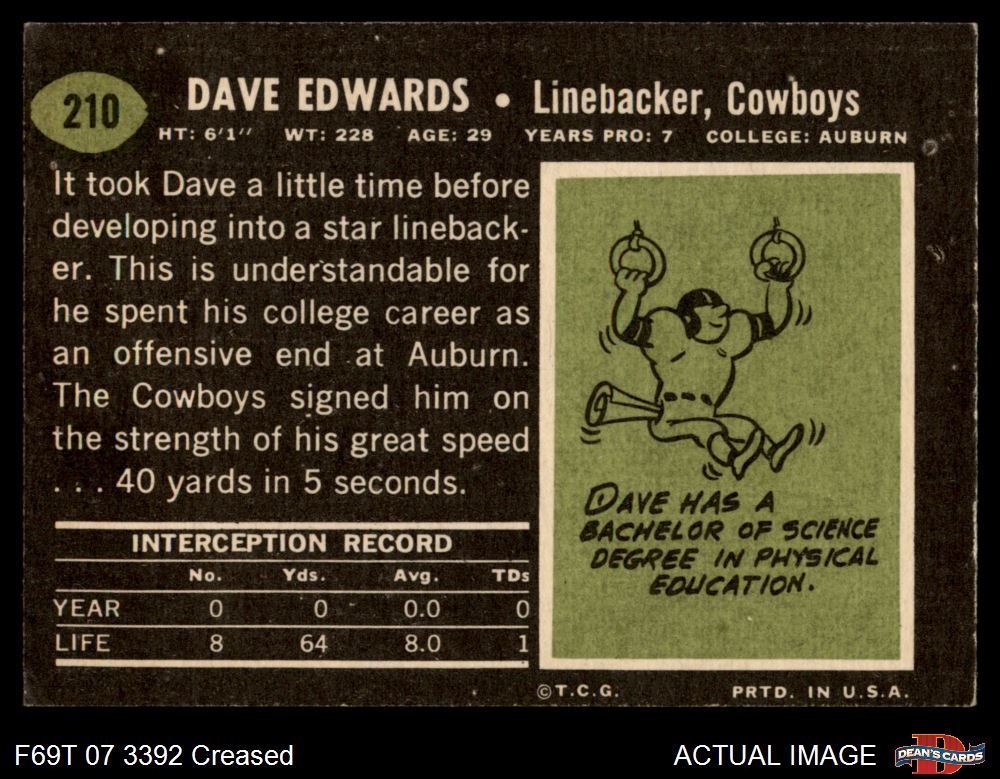 210
DAVE EDWARDS • Linebacker, Cowboys
HT: 6'1" WT: 228 AGE: 29 YEARS PRO: 7 COLLEGE: AUBURN
It took Dave a little time before
developing into a star lineback-
er. This is understandable for
he spent his college career as
an offensive end at Auburn.
The Cowboys signed him on
the strength of his great speed
. . . 40 yards in 5 seconds.
INTERCEPTION RECORD
No. Yds. Avg. TDs
YEAR 0 0 0.0 0
LIFE 8 64 8.0 1
DAVE HAS A
BACHELOR OF SCIENCE
DEGREE IN PHYSICAL
EDUCATION.
©T.C.G. PRTD. IN U.S.A.
F69T 07 3392 Creased
ACTUAL IMAGE
DEAN'S CARDS